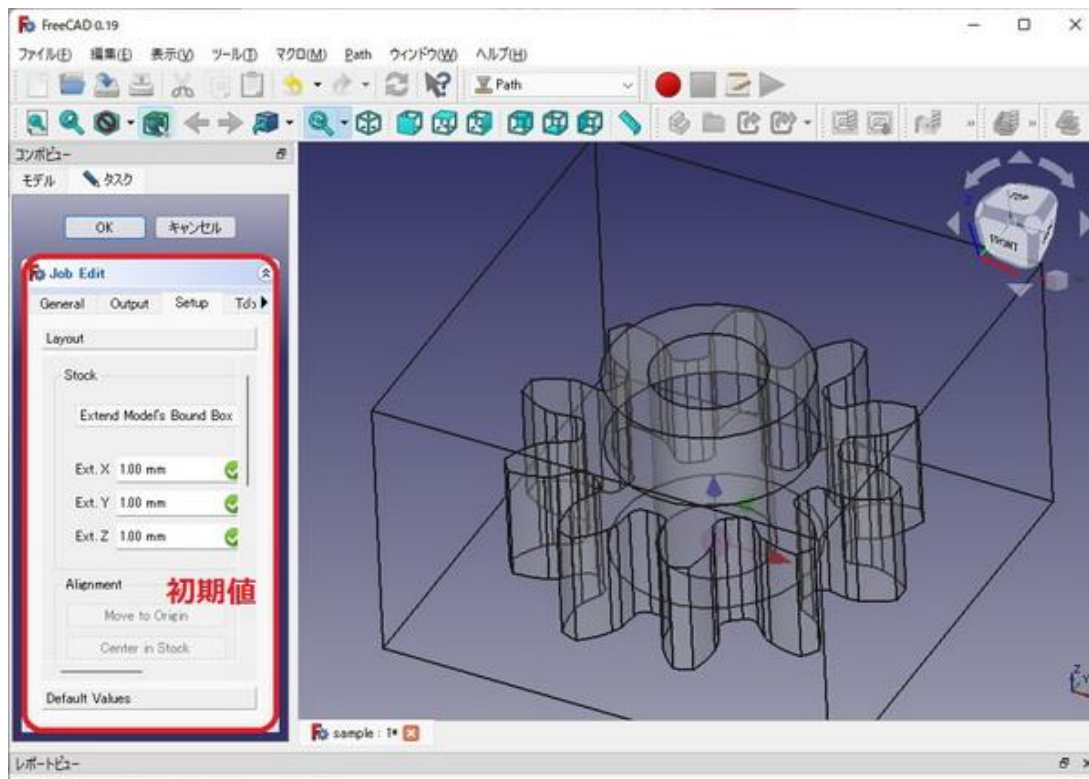 FreeCAD 0.19
ファイル(F) 編集(E) 表示(V) ツール(T) マクロ(M) Path ウィンドウ(W) ヘルプ(H)
Path
コンボビュー
モデル タスク
OK キャンセル
Job Edit
General Output Setup
Layout
Stock
Extend Model's Bound Box
Ext. X 1.00 mm
Ext. Y 1.00 mm
Ext. Z 1.00 mm
Alignment
初期値
Move to Origin
Center in Stock
Default Values
TOP
FRONT
Z
Y
sample : 1*
レポートビュー